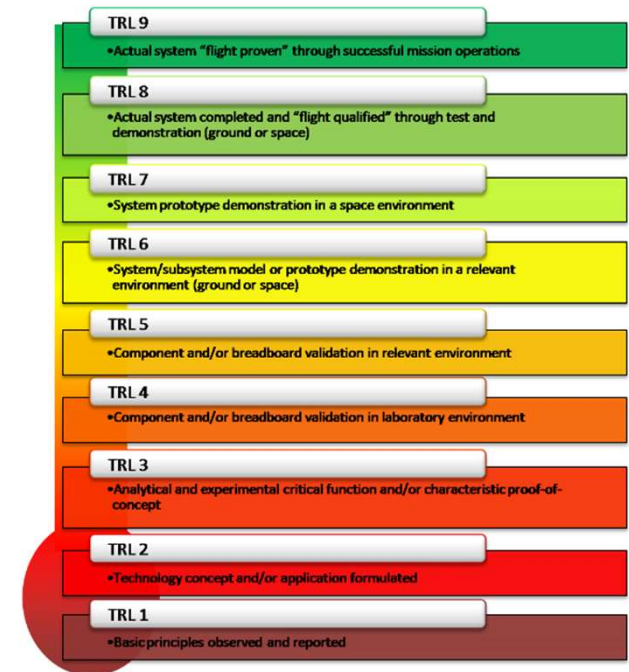 TRL 9
•Actual system “flight proven” through successful mission operations
TRL 8
•Actual system completed and “flight qualified” through test and
demonstration (ground or space)
TRL 7
•System prototype demonstration in a space environment
TRL 6
•System/subsystem model or prototype demonstration in a relevant
environment (ground or space)
TRL 5
•Component and/or breadboard validation in relevant environment
TRL 4
•Component and/or breadboard validation in laboratory environment
TRL 3
•Analytical and experimental critical function and/or characteristic proof-of-
concept
TRL 2
•Technology concept and/or application formulated
TRL 1
•Basic principles observed and reported